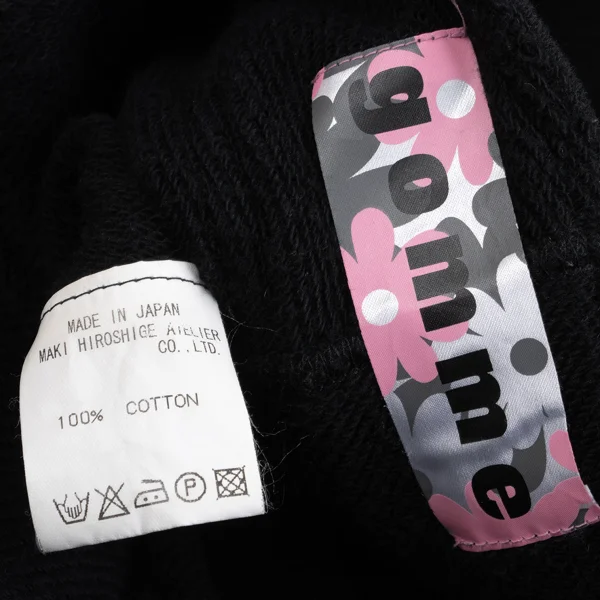 gomme
MADE IN JAPAN
MAKI HIROSHIGE ATELIER
CO.,LTD.
100% COTTON
P